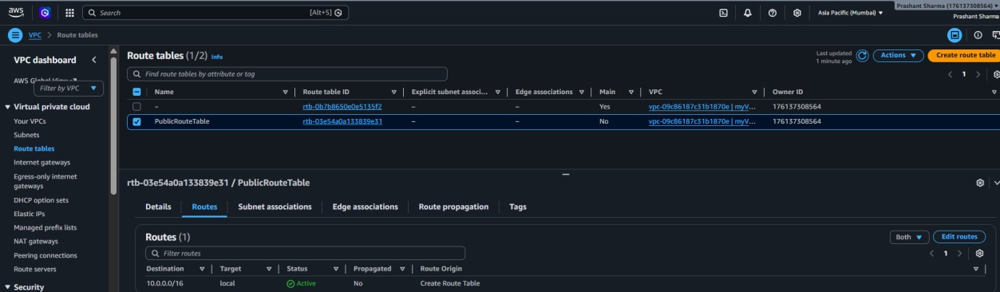 aws
Search [Alt+S]
Asia Pacific (Mumbai) ▼
Prashant Sharma (176137308564) ▼
Prashant Sharma
VPC > Route tables
VPC dashboard <
AWS Global View
Filter by VPC ▼
▼ Virtual private cloud
Your VPCs
Subnets
Route tables
Internet gateways
Egress-only internet
gateways
DHCP option sets
Elastic IPs
Managed prefix lists
NAT gateways
Peering connections
Route servers
▼ Security
Route tables (1/2) Info
Last updated
1 minute ago
Actions ▼
Create route table
Find route tables by attribute or tag
< 1 >
Name Route table ID Explicit subnet associ... Edge associations Main VPC Owner ID
– rtb-0b7b8650e0e5135f2 – – Yes vpc-09c86187c31b1870e | myV... 176137308564
PublicRouteTable rtb-03e54a0a133839e31 – – No vpc-09c86187c31b1870e | myV... 176137308564
rtb-03e54a0a133839e31 / PublicRouteTable
Details Routes Subnet associations Edge associations Route propagation Tags
Routes (1)
Both ▼ Edit routes
Filter routes
< 1 >
Destination Target Status Propagated Route Origin
10.0.0.0/16 local Active No Create Route Table